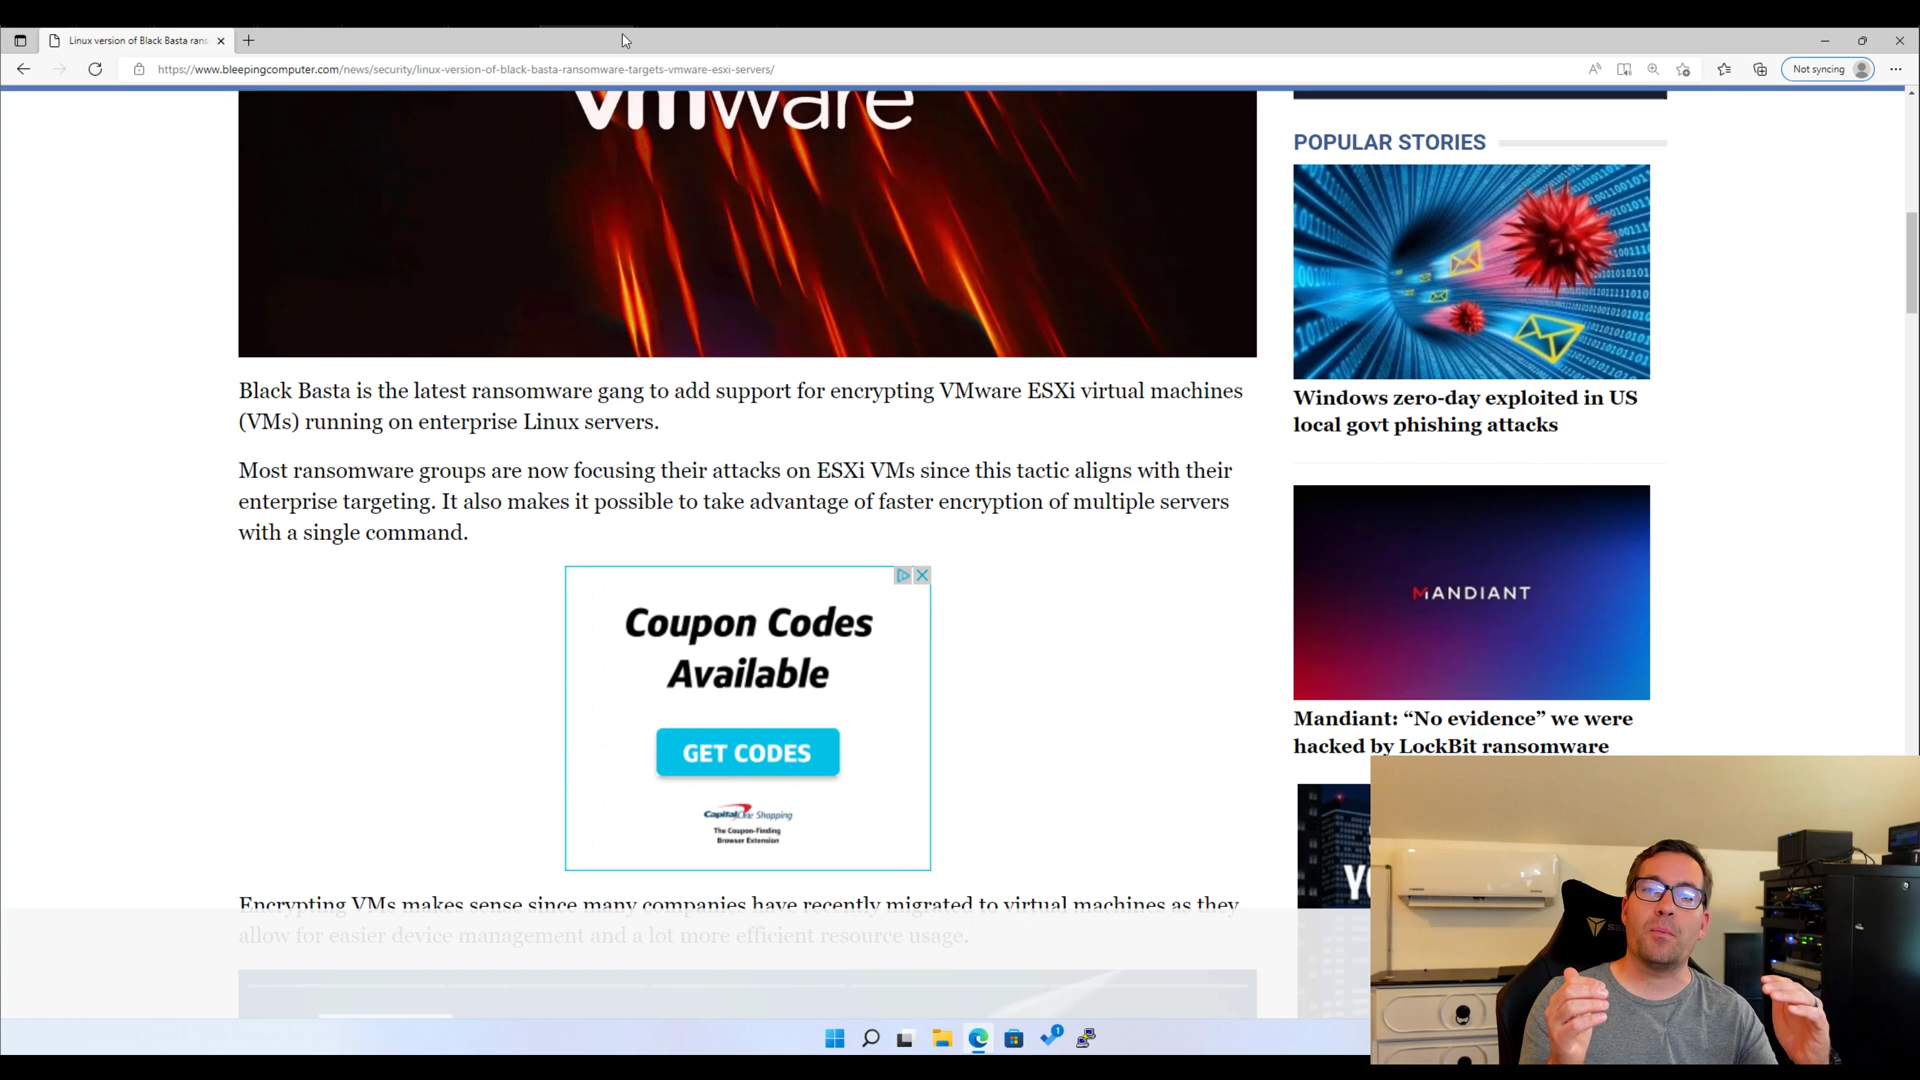 Linux version of Black Basta rans
https://www.bleepingcomputer.com/news/security/linux-version-of-black-basta-ransomware-targets-vmware-esxi-servers/
Not syncing
vmware
POPULAR STORIES
Windows zero-day exploited in US
local govt phishing attacks
Black Basta is the latest ransomware gang to add support for encrypting VMware ESXi virtual machines
(VMs) running on enterprise Linux servers.
Most ransomware groups are now focusing their attacks on ESXi VMs since this tactic aligns with their
enterprise targeting. It also makes it possible to take advantage of faster encryption of multiple servers
with a single command.
MANDIANT
Mandiant: “No evidence” we were
hacked by LockBit ransomware
Coupon Codes
Available
GET CODES
CapitalOne Shopping
The Coupon-Finding
Browser Extension
Encrypting VMs makes sense since many companies have recently migrated to virtual machines as they
allow for easier device management and a lot more efficient resource usage.
1